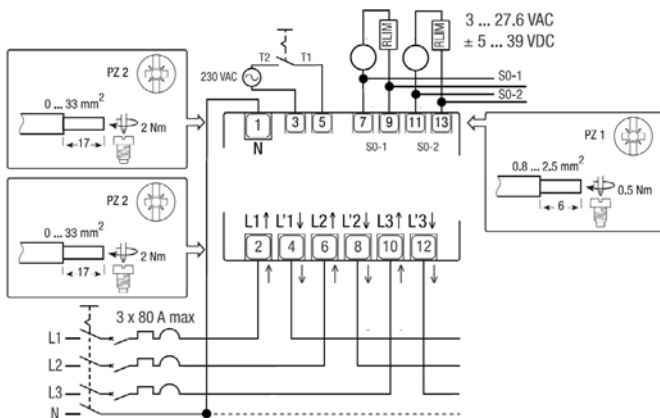 PZ 2
0 ... 33 mm²
17
2 Nm
PZ 2
0 ... 33 mm²
17
2 Nm
T2 T1
230 VAC
RLIM RLIM
3 ... 27.6 VAC
± 5 ... 39 VDC
S0-1
S0-2
1 3 5 7 9 11 13
N S0-1 S0-2
PZ 1
0.8 ... 2.5 mm²
6
0.5 Nm
L1↑ L'1↓ L2↑ L'2↓ L3↑ L'3↓
2 4 6 8 10 12
3 x 80 A max
L1
L2
L3
N